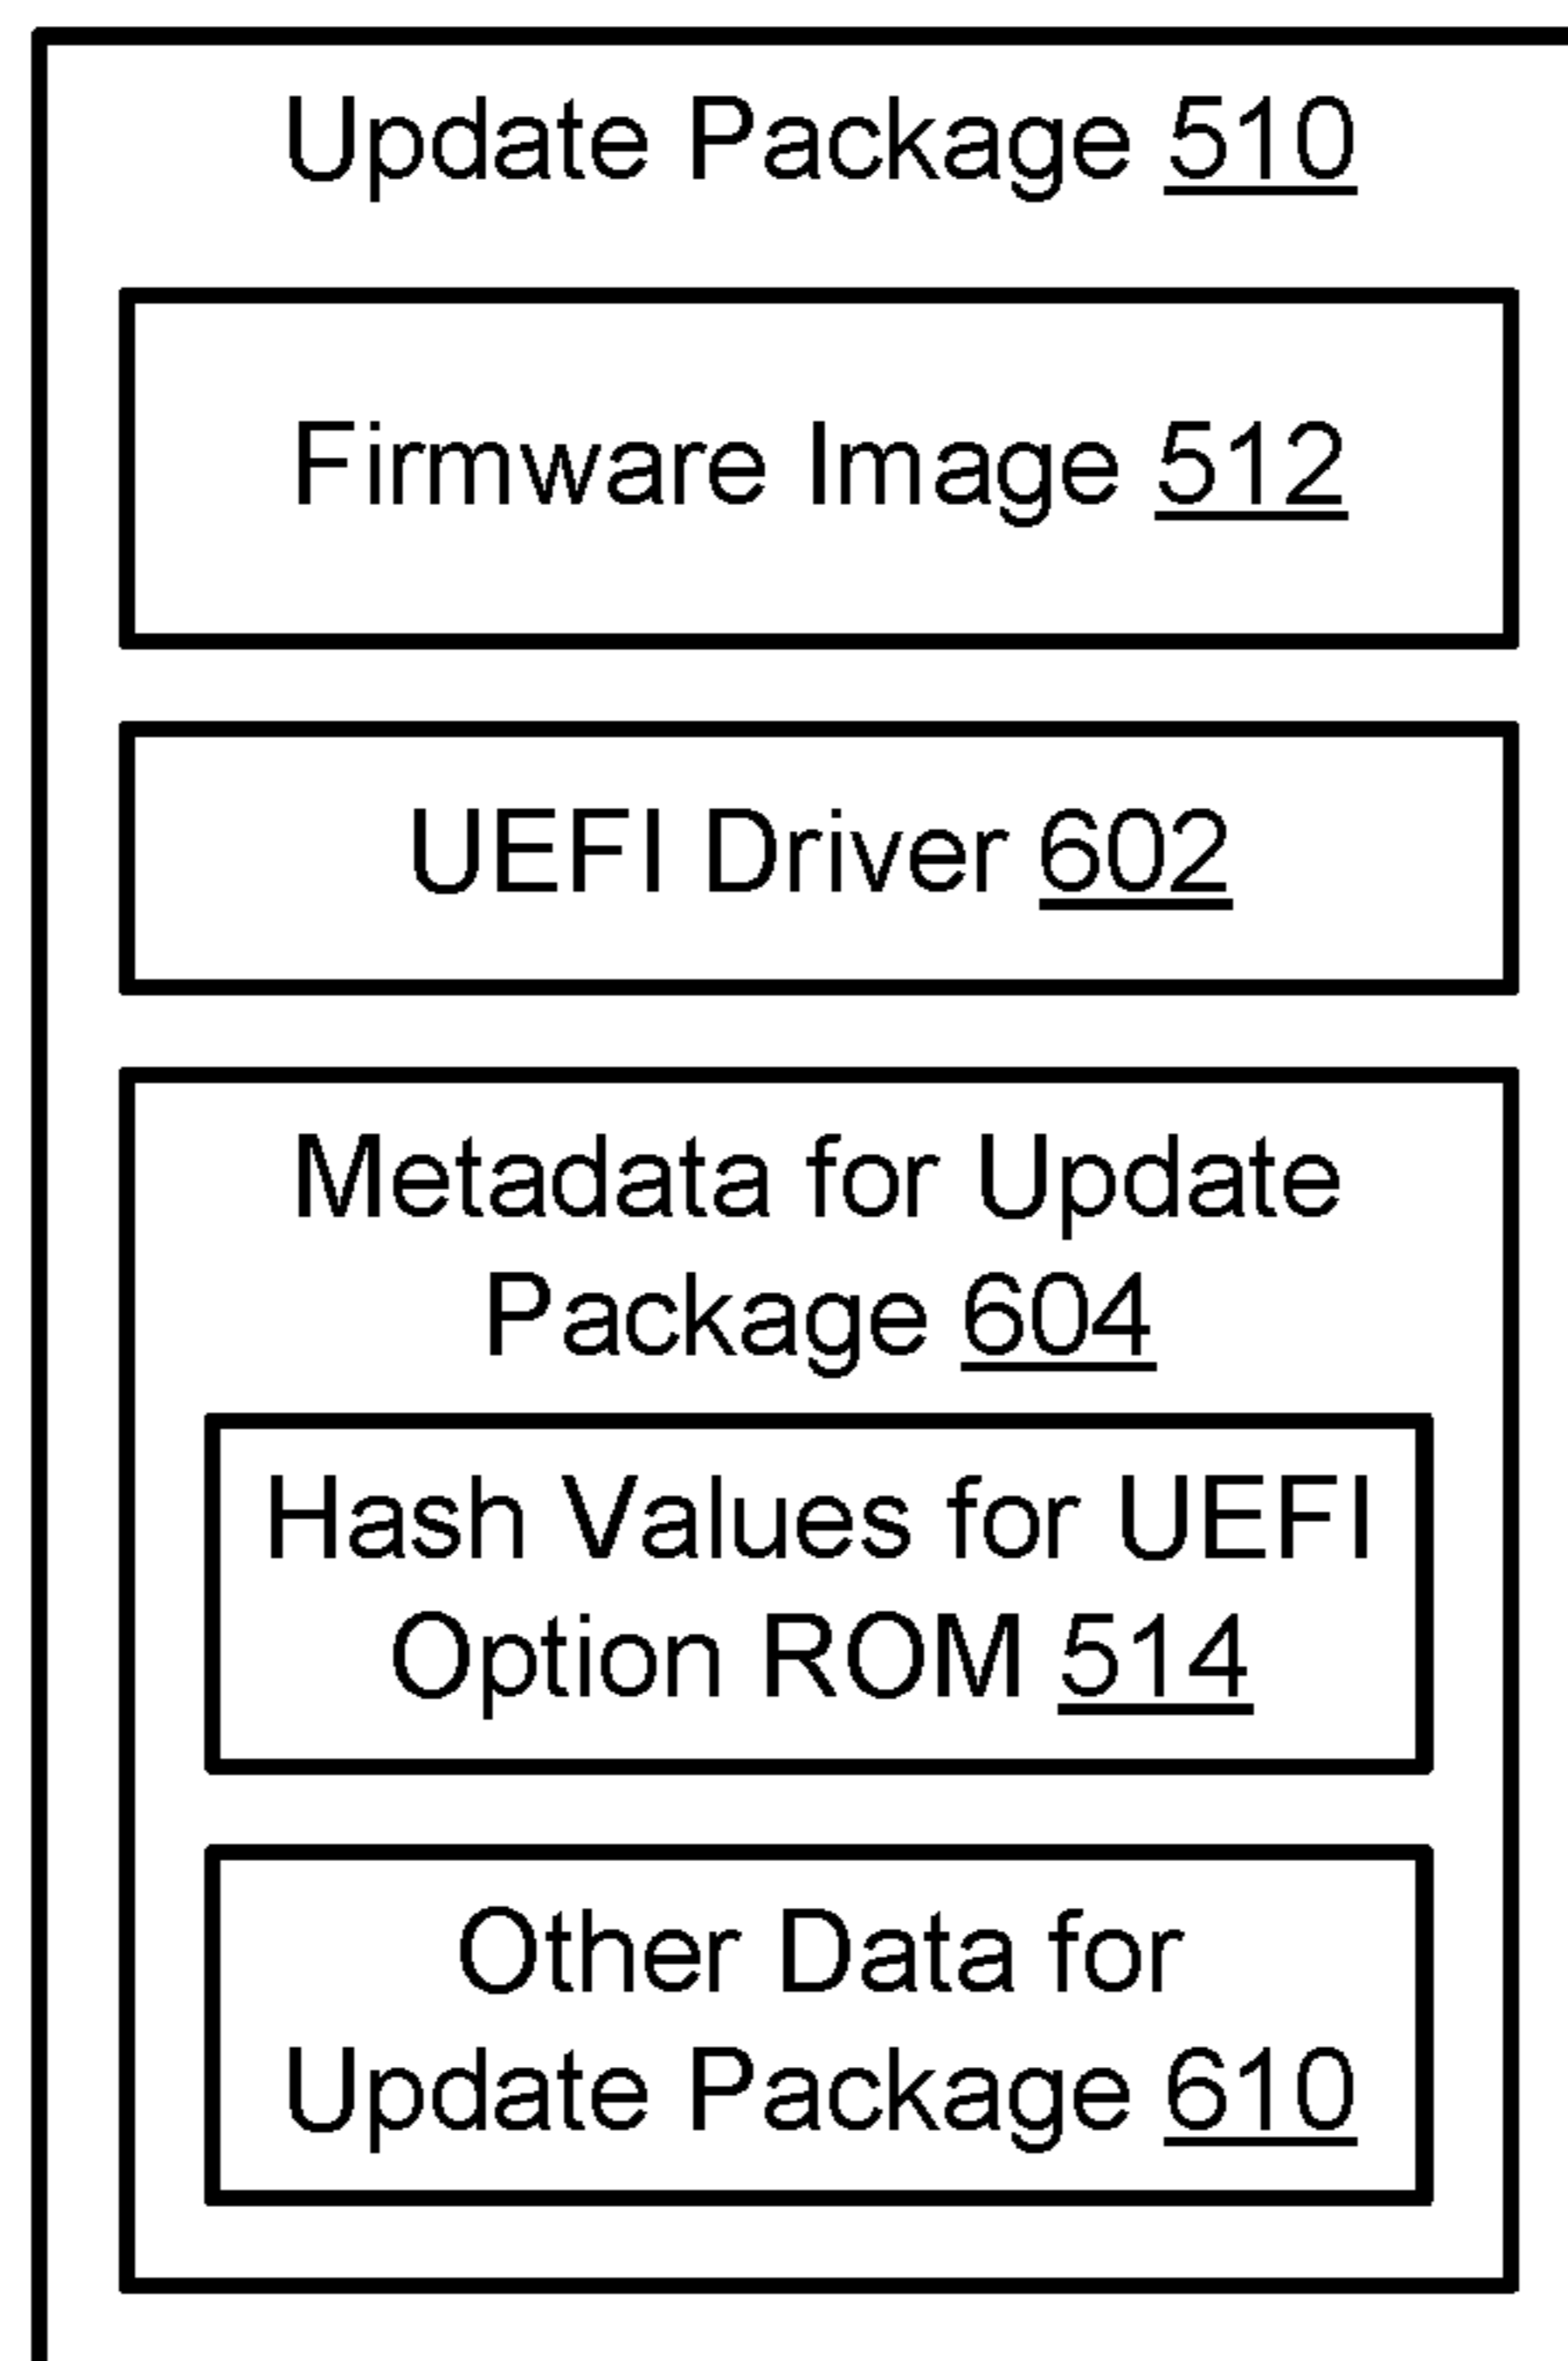 Update Package 510
Firmware Image 512
UEFI Driver 602
Metadata for Update
Package 604
Hash Values for UEFI
Option ROM 514
Other Data for
Update Package 610